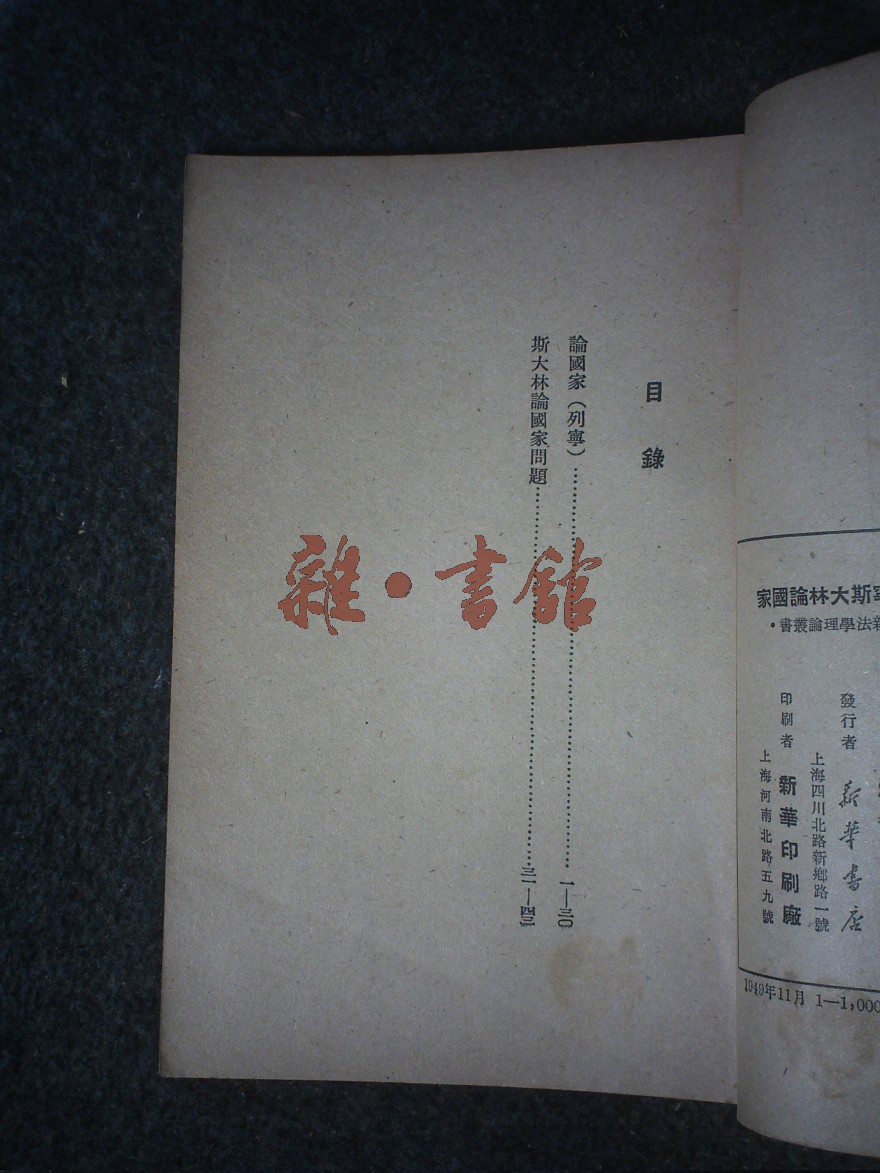 目錄
論國家（列寧）……一—三〇
斯大林論國家問題……三一—四三
雜·書館
斯大林論國家
法學理論叢書·
發行者 新華書店
上海四川北路新鄉路一號
印刷者 新華印刷廠
上海河南北路五九號
1949年11月 1—1,000